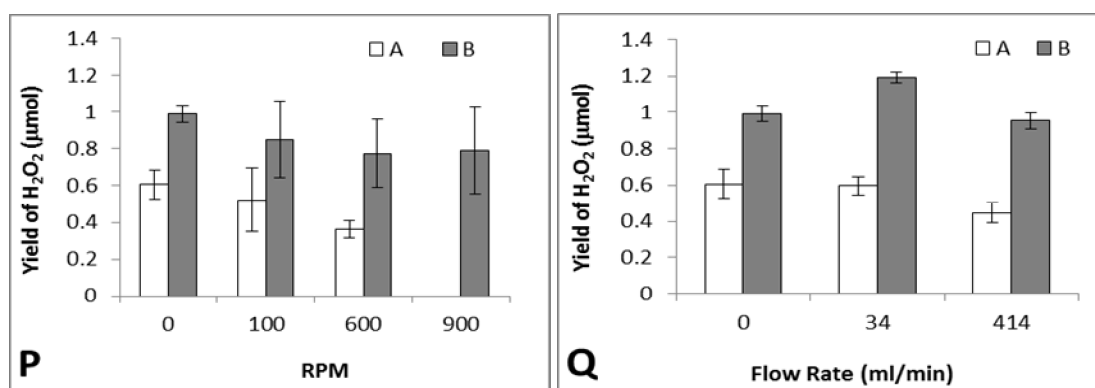 1.4
1.2
1
0.8
0.6
0.4
0.2
0
Yield of H₂O₂ (µmol)
A B
0 100 600 900
RPM
P
1.4
1.2
1
0.8
0.6
0.4
0.2
0
Yield of H₂O₂ (µmol)
A B
0 34 414
Flow Rate (ml/min)
Q